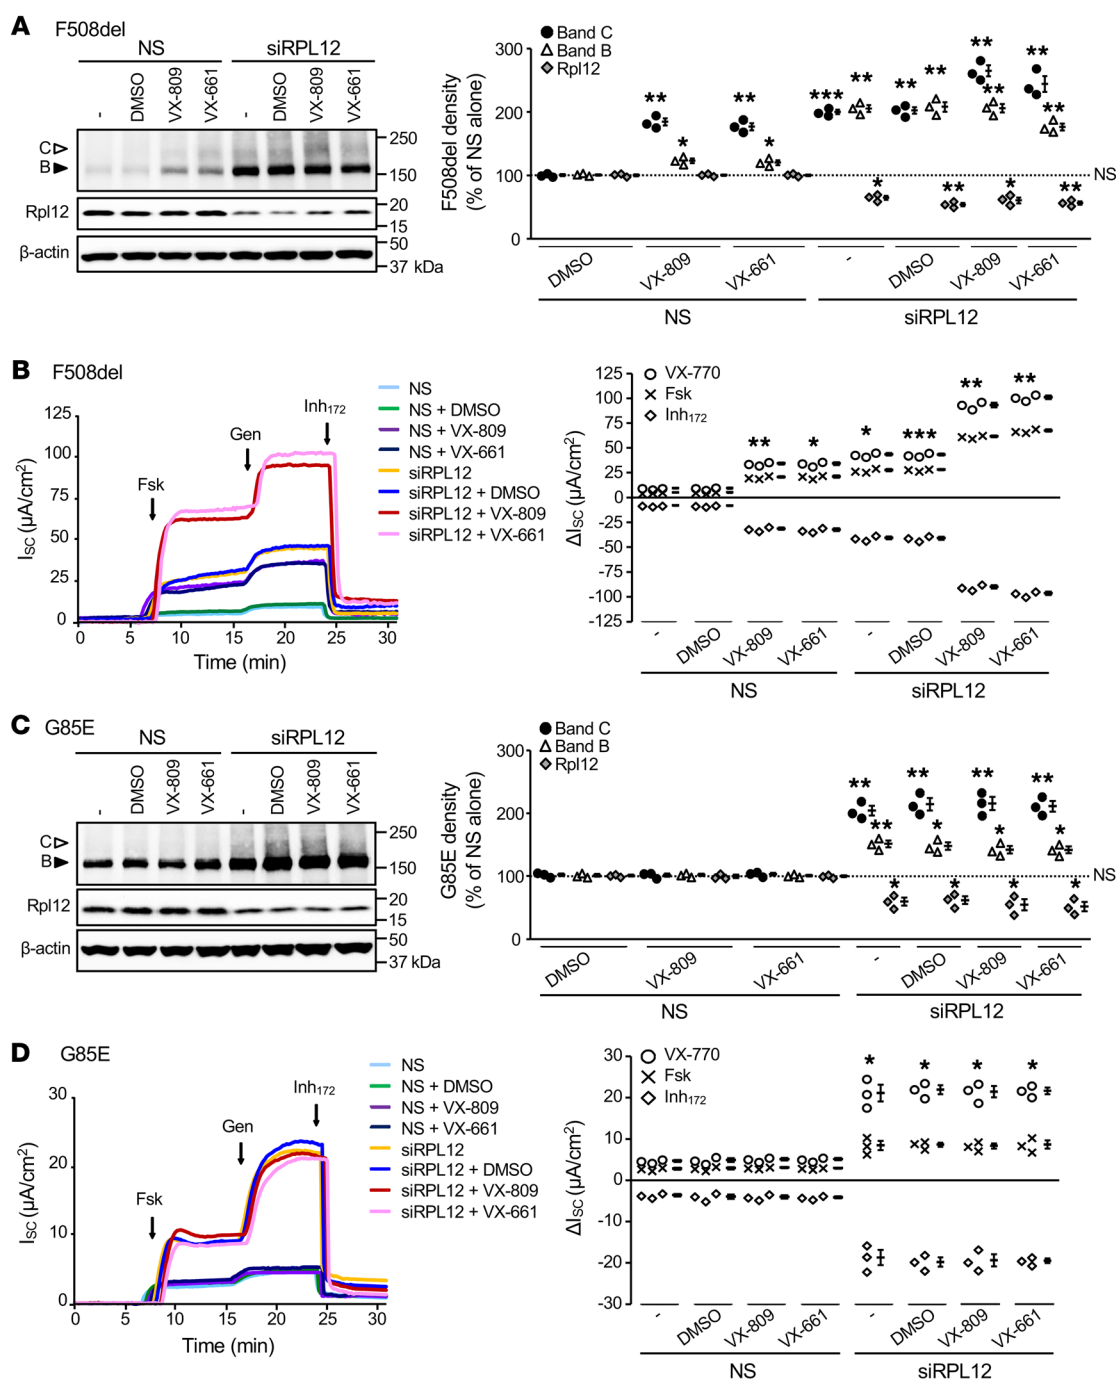 A
F508del
NS
siRPL12
-
DMSO
VX-809
VX-661
-
DMSO
VX-809
VX-661
C
B
250
150
Rpl12
20
15
β-actin
50
37 kDa
Band C
Band B
Rpl12
F508del density
(% of NS alone)
300
200
100
0
** * ** * *** ** * ** ** ** ** ** * ** ** **
NS
DMSO
VX-809
VX-661
-
DMSO
VX-809
VX-661
NS
siRPL12
B
F508del
ISC (µA/cm2)
125
100
75
50
25
0
0 5 10 15 20 25 30
Time (min)
Fsk
Gen
Inh172
NS
NS + DMSO
NS + VX-809
NS + VX-661
siRPL12
siRPL12 + DMSO
siRPL12 + VX-809
siRPL12 + VX-661
VX-770
Fsk
Inh172
ΔISC (µA/cm2)
125
100
75
50
25
0
-25
-50
-75
-100
-125
** * * *** ** **
-
DMSO
VX-809
VX-661
-
DMSO
VX-809
VX-661
NS
siRPL12
C
G85E
NS
siRPL12
-
DMSO
VX-809
VX-661
-
DMSO
VX-809
VX-661
C
B
250
150
Rpl12
20
15
β-actin
50
37 kDa
Band C
Band B
Rpl12
G85E density
(% of NS alone)
300
200
100
0
** ** ** **
** * * *
* * * *
NS
DMSO
VX-809
VX-661
-
DMSO
VX-809
VX-661
NS
siRPL12
D
G85E
ISC (µA/cm2)
30
20
10
0
0 5 10 15 20 25 30
Time (min)
Fsk
Gen
Inh172
NS
NS + DMSO
NS + VX-809
NS + VX-661
siRPL12
siRPL12 + DMSO
siRPL12 + VX-809
siRPL12 + VX-661
VX-770
Fsk
Inh172
ΔISC (µA/cm2)
30
20
10
0
-10
-20
-30
* * * *
-
DMSO
VX-809
VX-661
-
DMSO
VX-809
VX-661
NS
siRPL12